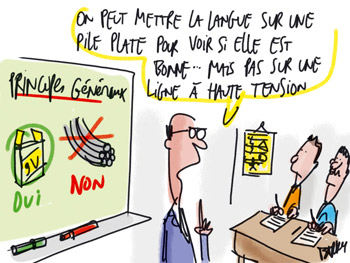 ON PEUT METTRE LA LANGUE SUR UNE
PILE PLATE POUR VOIR SI ELLE EST
BONNE... MAIS PAS SUR UNE
LIGNE À HAUTE TENSION
PRINCIPES GÉNÉRAUX
9V
OUI
NON